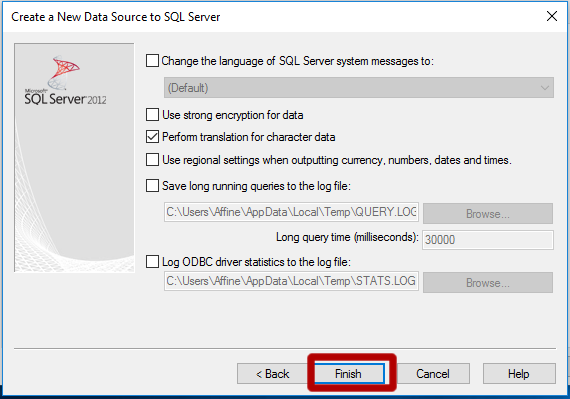 Create a New Data Source to SQL Server
Microsoft
SQL Server 2012
Change the language of SQL Server system messages to:
(Default)
Use strong encryption for data
Perform translation for character data
Use regional settings when outputting currency, numbers, dates and times.
Save long running queries to the log file:
C:\Users\Affine\AppData\Local\Temp\QUERY.LOG
Browse...
Long query time (milliseconds):
30000
Log ODBC driver statistics to the log file:
C:\Users\Affine\AppData\Local\Temp\STATS.LOG
Browse...
< Back
Finish
Cancel
Help